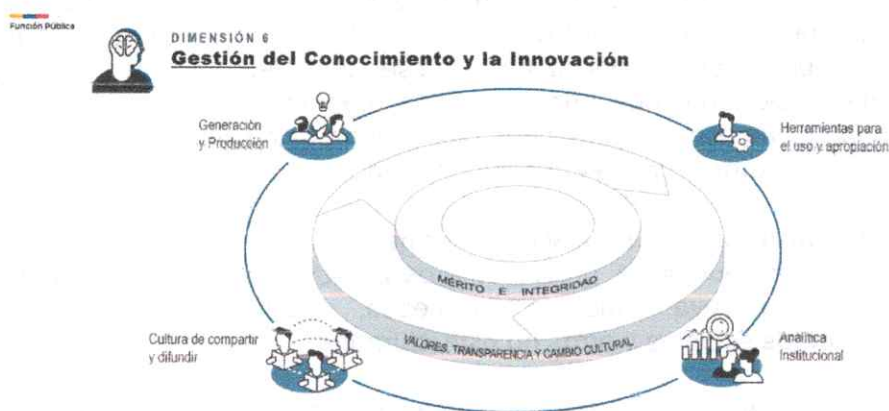 Función Pública
DIMENSIÓN 6
Gestión del Conocimiento y la Innovación
Generación
y Producción
Herramientas para
el uso y apropiación
MÉRITO E INTEGRIDAD
VALORES, TRANSPARENCIA Y CAMBIO CULTURAL
Cultura de compartir
y difundir
Analítica
Institucional